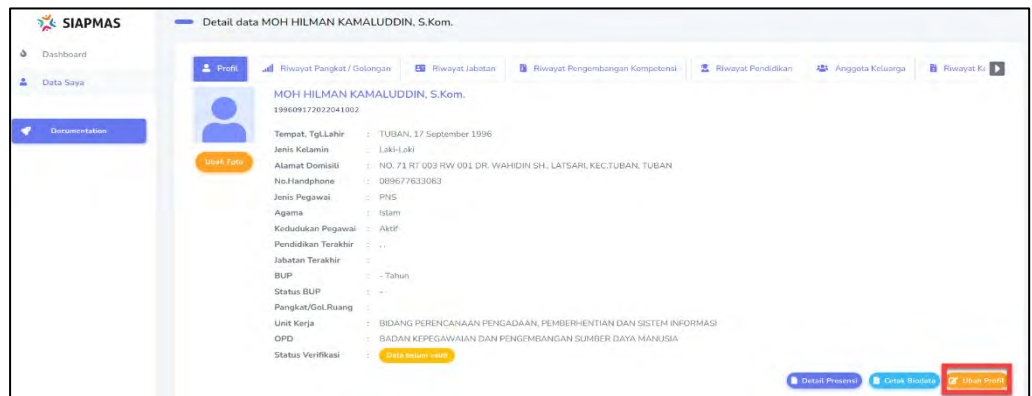 SIAPMAS
Detail data MOH HILMAN KAMALUDDIN, S.Kom.
Dashboard
Data Saya
Documentation
Profil
Riwayat Pangkat / Golongan
Riwayat Jabatan
Riwayat Pengembangan Kompetensi
Riwayat Pendidikan
Anggota Keluarga
Riwayat
MOH HILMAN KAMALUDDIN, S.Kom.
199609172022041002
Ubah Foto
Tempat, Tgl.Lahir : TUBAN, 17 September 1996
Jenis Kelamin : Laki-Laki
Alamat Domisili : NO. 71 RT 003 RW 001 DR. WAHIDIN SH., LATSARI, KEC.TUBAN, TUBAN
No.Handphone : 089677633063
Jenis Pegawai : PNS
Agama : Islam
Kedudukan Pegawai : Aktif
Pendidikan Terakhir : , ,
Jabatan Terakhir :
BUP : - Tahun
Status BUP : -
Pangkat/Gol.Ruang :
Unit Kerja : BIDANG PERENCANAAN PENGADAAN, PEMBERHENTIAN DAN SISTEM INFORMASI
OPD : BADAN KEPEGAWAIAN DAN PENGEMBANGAN SUMBER DAYA MANUSIA
Status Verifikasi : Data belum valid
Detail Presensi
Cetak Biodata
Ubah Profil